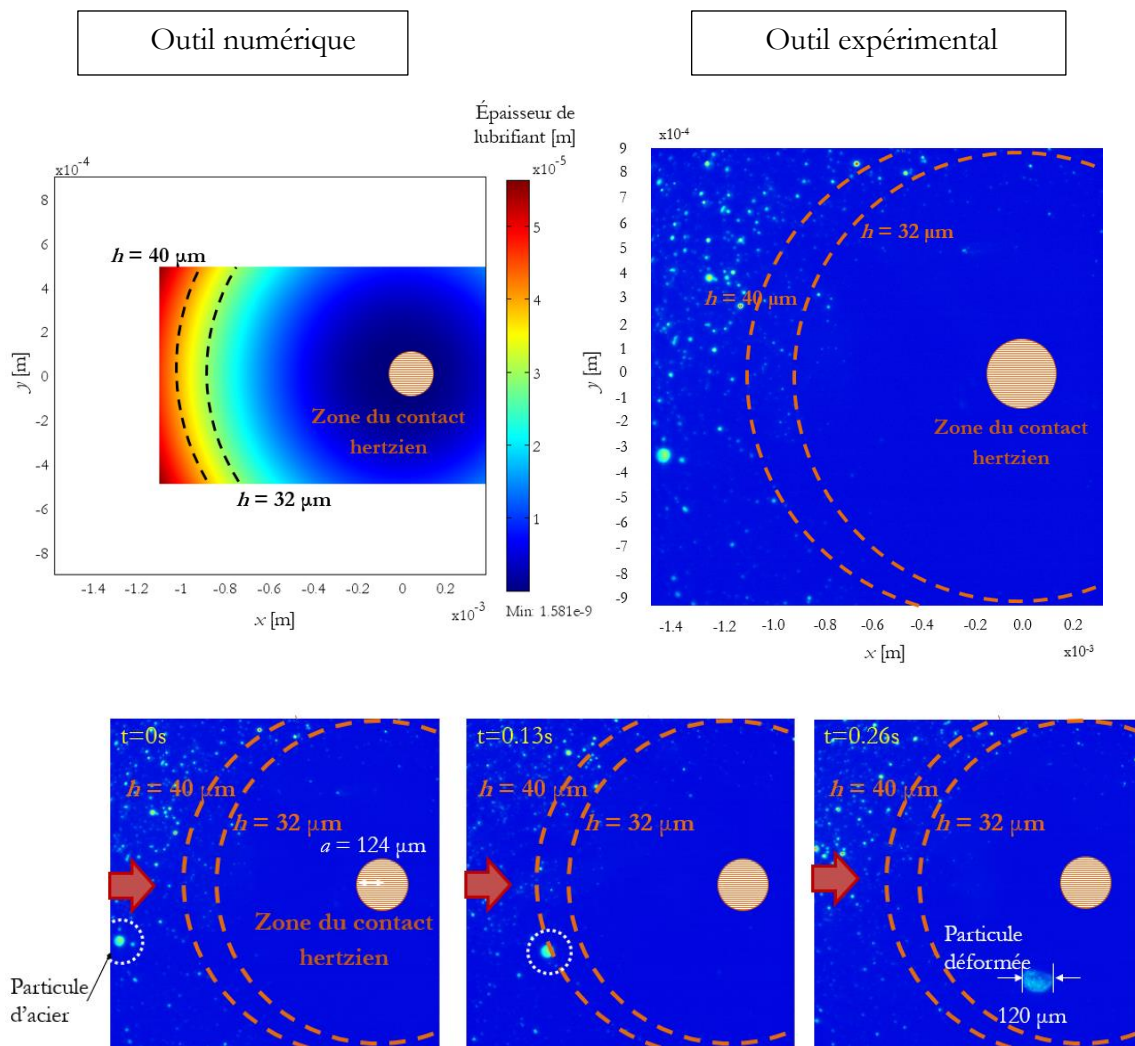 Outil numérique
Outil expérimental
Épaisseur de
lubrifiant [m]
x10-4
x10-5
8
6
4
2
0
-2
-4
-6
-8
y [m]
-1.4
-1.2
-1
-0.8
-0.6
-0.4
-0.2
0
0.2
x10-3
x [m]
h = 40 µm
h = 32 µm
Zone du contact
hertzien
5
4
3
2
1
Min: 1.581e-9
x10-4
9
8
7
6
5
4
3
2
1
0
-1
-2
-3
-4
-5
-6
-7
-8
-9
y [m]
h = 32 µm
h = 40 µm
Zone du contact
hertzien
-1.4
-1.2
-1.0
-0.8
-0.6
-0.4
-0.2
0.0
0.2
x10-3
x [m]
t=0s
h = 40 µm
h = 32 µm
a = 124 µm
Zone du contact
hertzien
Particule
d'acier
t=0.13s
h = 40 µm
h = 32 µm
t=0.26s
h = 40 µm
h = 32 µm
Particule
déformée
120 µm